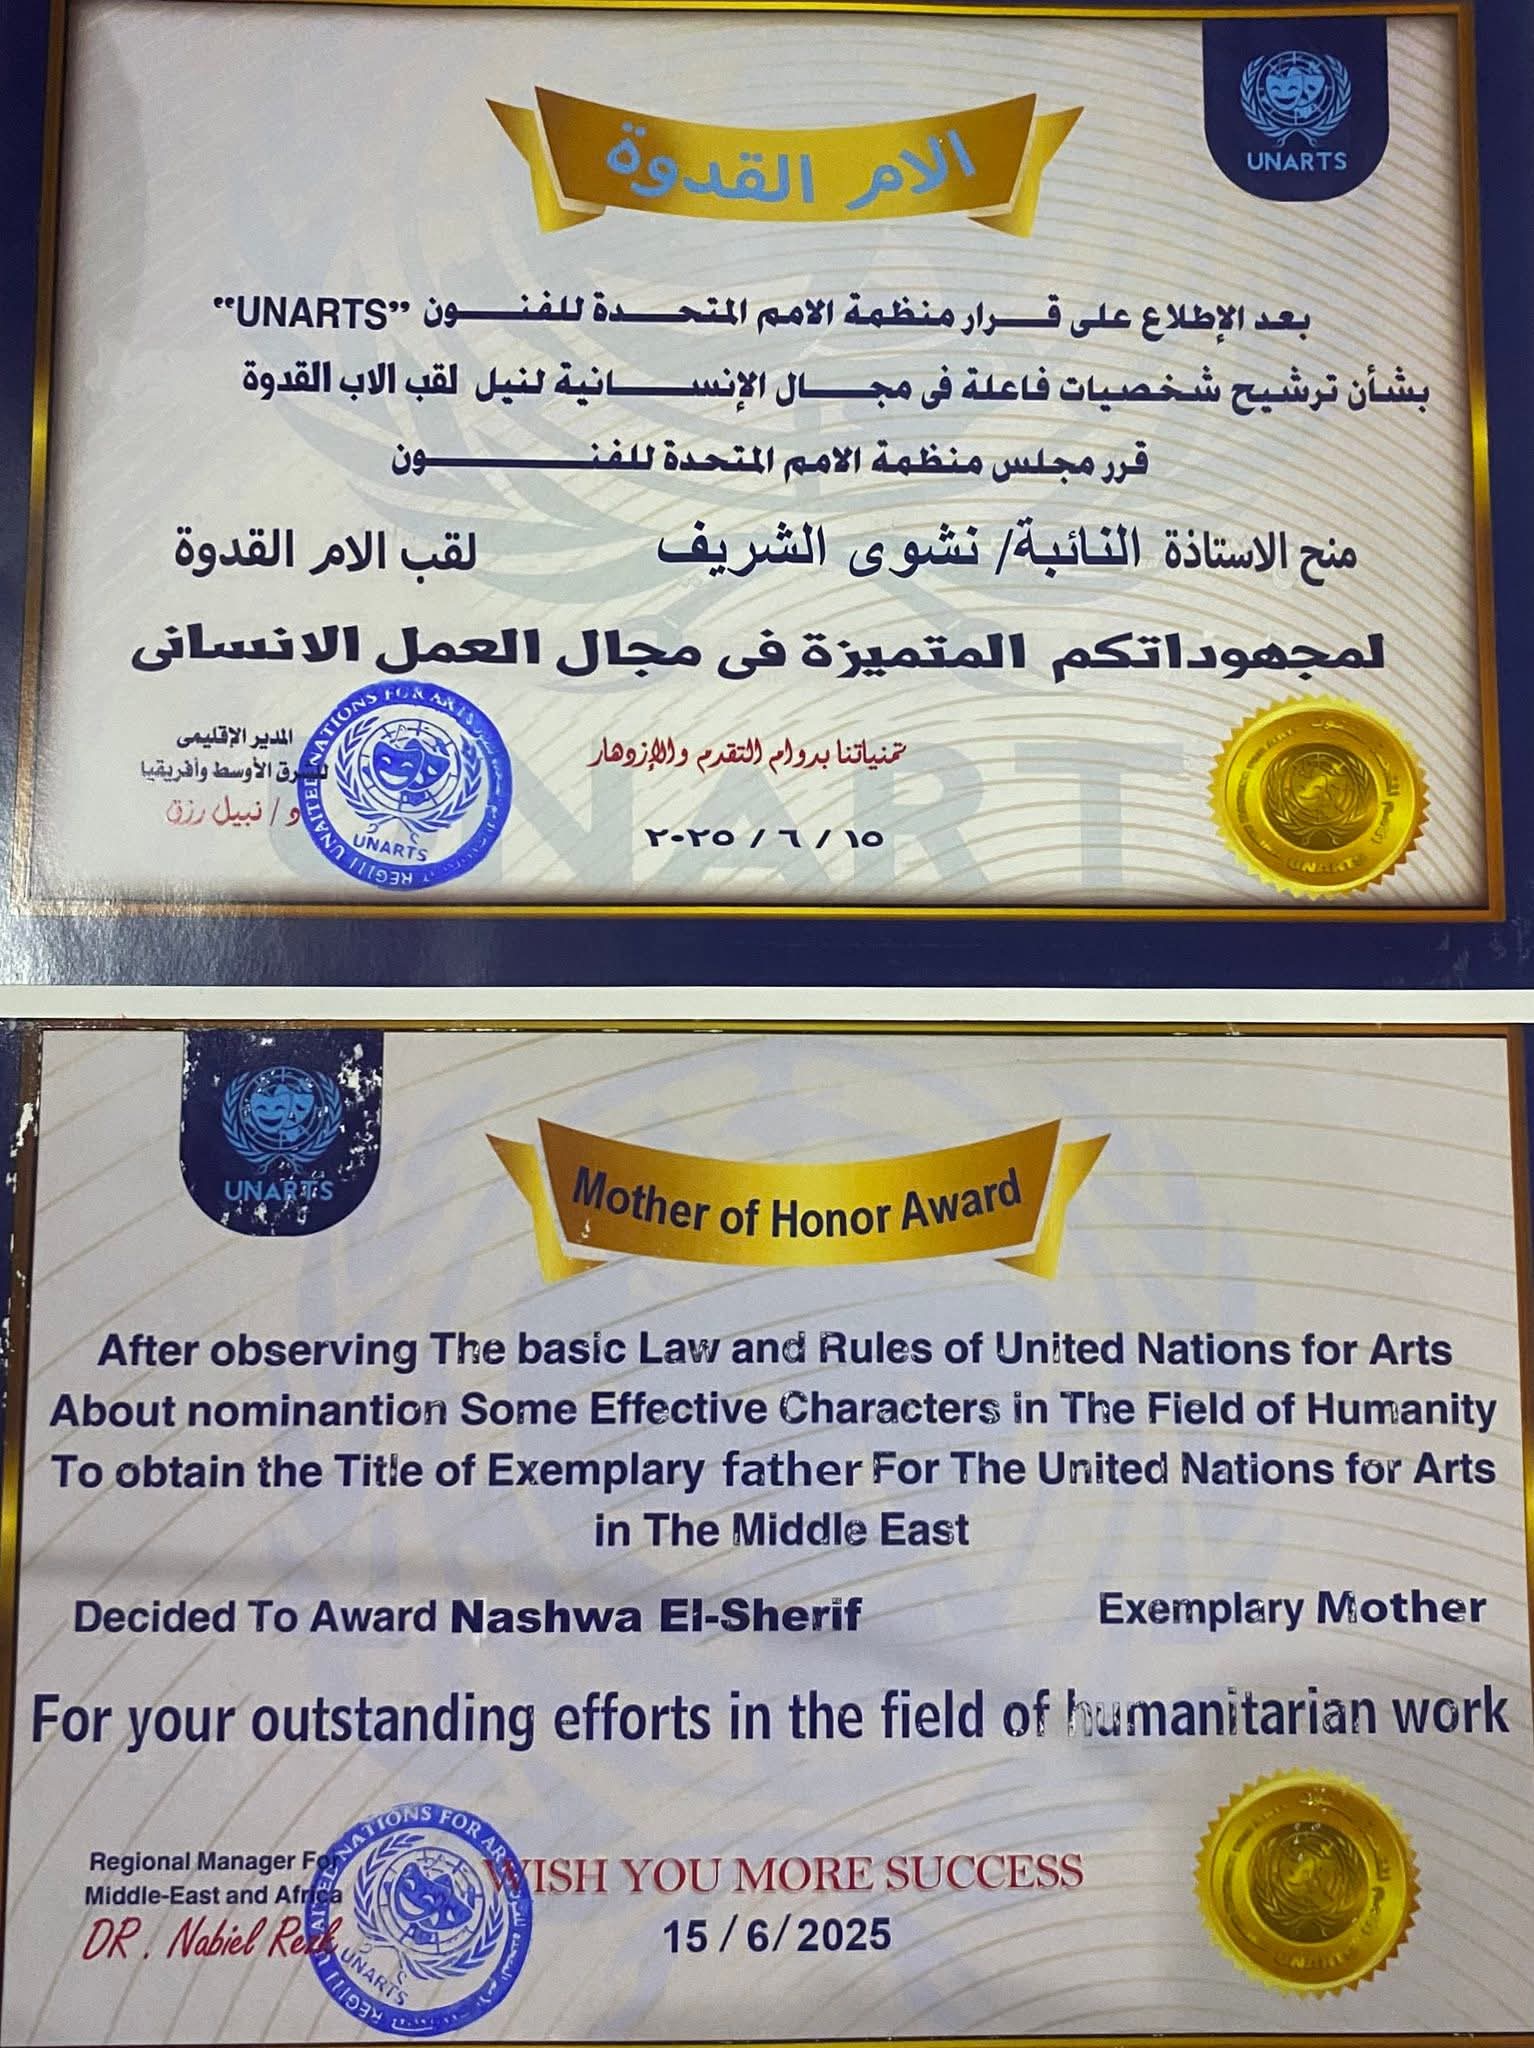 UNARTS
الام القدوة
بعد الإطلاع على قرار منظمة الامم المتحدة للفنون "UNARTS"
بشأن ترشيح شخصيات فاعلة فى مجال الإنسانية لنيل لقب الاب القدوة
قرر مجلس منظمة الامم المتحدة للفنون
منح الاستاذة النائبة/ نشوى الشريف لقب الام القدوة
لمجهوداتكم المتميزة فى مجال العمل الانسانى
المدير الإقليمى
للشرق الأوسط وأفريقيا
د/ نبيل رزق
تمنياتنا بدوام التقدم والإزدهار
٢٠٢٥ / ٦ / ١٥
NATIONS FOR ARTS
UNARTS
UNARTS
UNARTS
Mother of Honor Award
After observing The basic Law and Rules of United Nations for Arts
About nominantion Some Effective Characters in The Field of Humanity
To obtain the Title of Exemplary father For The United Nations for Arts
in The Middle East
Decided To Award Nashwa El-Sherif Exemplary Mother
For your outstanding efforts in the field of humanitarian work
Regional Manager For
Middle-East and Africa
DR. Nabiel Rezk
WISH YOU MORE SUCCESS
15 / 6/ 2025
NATIONS FOR AR
UNARTS